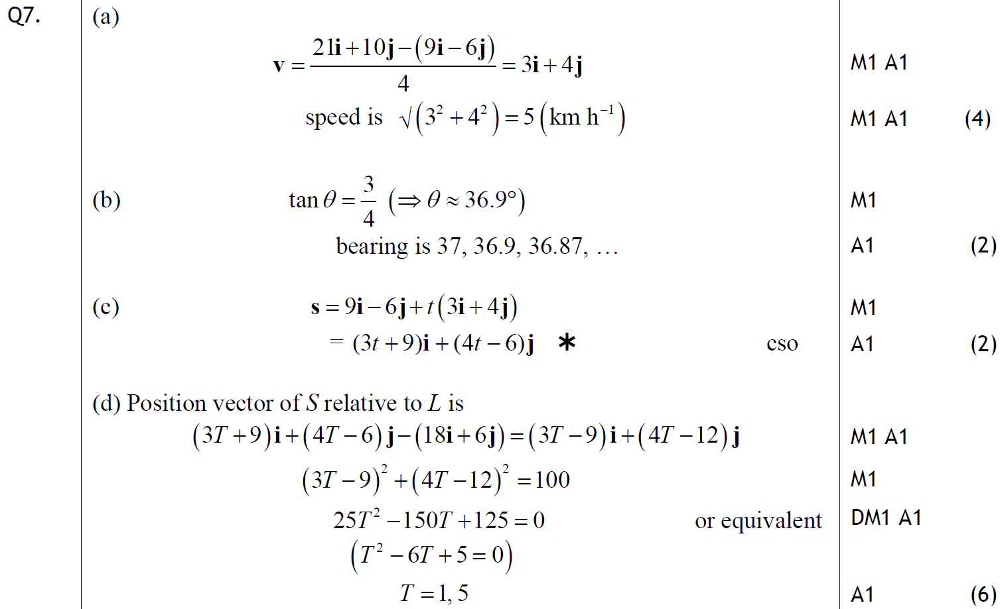 Q7. (a)
v = (21i + 10j − (9i − 6j)) / 4 = 3i + 4j M1 A1
speed is √(3² + 4²) = 5 (km h⁻¹) M1 A1 (4)
(b) tan θ = 3/4 (⇒ θ ≈ 36.9°) M1
bearing is 37, 36.9, 36.87, … A1 (2)
(c) s = 9i − 6j + t(3i + 4j) M1
= (3t + 9)i + (4t − 6)j * cso A1 (2)
(d) Position vector of S relative to L is
(3T + 9)i + (4T − 6)j − (18i + 6j) = (3T − 9)i + (4T − 12)j M1 A1
(3T − 9)² + (4T − 12)² = 100 M1
25T² − 150T + 125 = 0 or equivalent DM1 A1
(T² − 6T + 5 = 0)
T = 1, 5 A1 (6)